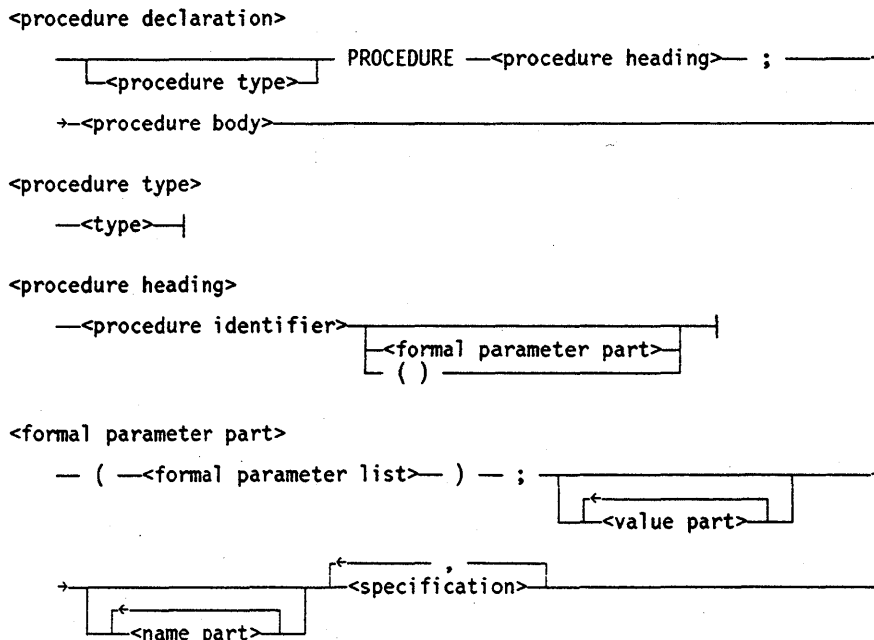 <procedure declaration>
PROCEDURE <procedure heading> ;
<procedure type>
<procedure body>
<procedure type>
<type>
<procedure heading>
<procedure identifier>
<formal parameter part>
( )
<formal parameter part>
( <formal parameter list> ) ;
<value part>
,
<specification>
<name part>